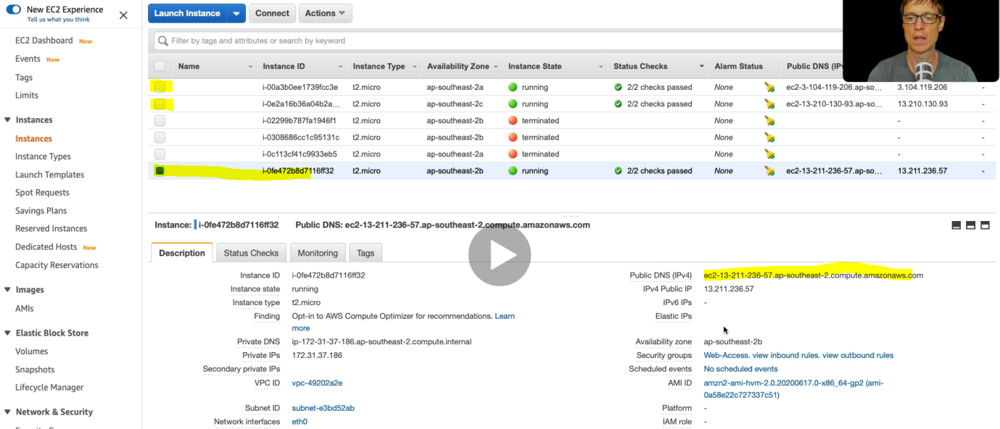 New EC2 Experience
Tell us what you think
EC2 Dashboard New
Events New
Tags
Limits
Instances
Instances
Instance Types
Launch Templates
Spot Requests
Savings Plans
Reserved Instances
Dedicated Hosts New
Capacity Reservations
Images
AMIs
Elastic Block Store
Volumes
Snapshots
Lifecycle Manager
Network & Security
Launch Instance Connect Actions
Filter by tags and attributes or search by keyword
Name Instance ID Instance Type Availability Zone Instance State Status Checks Alarm Status Public DNS (IPv
i-00a3b0ee1739fcc3e t2.micro ap-southeast-2a running 2/2 checks passed None ec2-3-104-119-206.ap-so... 3.104.119.206 -
i-0e2a16b36a04b2a... t2.micro ap-southeast-2c running 2/2 checks passed None ec2-13-210-130-93.ap-so... 13.210.130.93 -
i-02299b787fa1946f1 t2.micro ap-southeast-2b terminated None - -
i-0308686cc1c95131c t2.micro ap-southeast-2b terminated None - -
i-0c113cf41c9933eb5 t2.micro ap-southeast-2a terminated None - -
i-0fe472b8d7116ff32 t2.micro ap-southeast-2b running 2/2 checks passed None ec2-13-211-236-57.ap-so... 13.211.236.57 -
Instance: i-0fe472b8d7116ff32 Public DNS: ec2-13-211-236-57.ap-southeast-2.compute.amazonaws.com
Description Status Checks Monitoring Tags
Instance ID i-0fe472b8d7116ff32
Instance state running
Instance type t2.micro
Finding Opt-in to AWS Compute Optimizer for recommendations. Learn
more
Private DNS ip-172-31-37-186.ap-southeast-2.compute.internal
Private IPs 172.31.37.186
Secondary private IPs
VPC ID vpc-49202a2e
Subnet ID subnet-e3bd52ab
Network interfaces eth0
Public DNS (IPv4) ec2-13-211-236-57.ap-southeast-2.compute.amazonaws.com
IPv4 Public IP 13.211.236.57
IPv6 IPs -
Elastic IPs
Availability zone ap-southeast-2b
Security groups Web-Access. view inbound rules. view outbound rules
Scheduled events No scheduled events
AMI ID amzn2-ami-hvm-2.0.20200617.0-x86_64-gp2 (ami-
0a58e22c727337c51)
Platform -
IAM role -